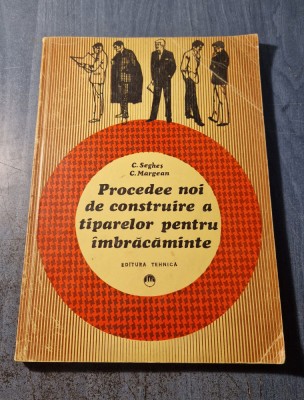 C. Segheș
C. Margean
Procedee noi
de construire a
tiparelor pentru
îmbrăcăminte
EDITURA TEHNICĂ